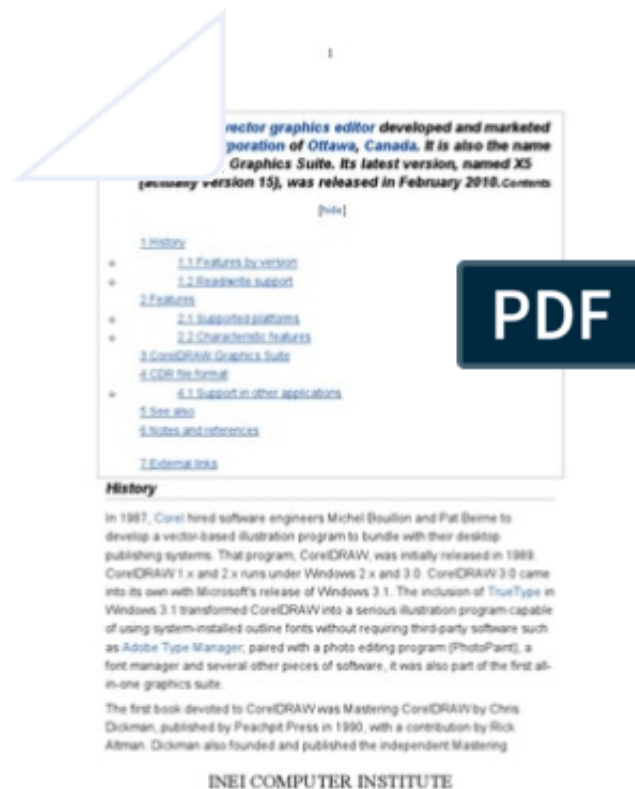 1
vector graphics editor developed and marketed
poration of Ottawa, Canada. It is also the name
Graphics Suite. Its latest version, named X5
(actually version 15), was released in February 2010.Contents
[hide]
1 History
1.1 Features by version
1.2 Read/write support
2 Features
2.1 Supported platforms
2.2 Characteristic features
3 CorelDRAW Graphics Suite
4 CDR file format
4.1 Support in other applications
5 See also
6 Notes and references
7 External links
PDF
History
In 1987, Corel hired software engineers Michel Bouillon and Pat Beirne to
develop a vector-based illustration program to bundle with their desktop
publishing systems. That program, CorelDRAW, was initially released in 1989.
CorelDRAW 1.x and 2.x runs under Windows 2.x and 3.0. CorelDRAW 3.0 came
into its own with Microsoft's release of Windows 3.1. The inclusion of TrueType in
Windows 3.1 transformed CorelDRAW into a serious illustration program capable
of using system-installed outline fonts without requiring third-party software such
as Adobe Type Manager; paired with a photo editing program (PhotoPaint), a
font manager and several other pieces of software, it was also part of the first all-
in-one graphics suite.
The first book devoted to CorelDRAW was Mastering CorelDRAW by Chris
Dickman, published by Peachpit Press in 1990, with a contribution by Rick
Altman. Dickman also founded and published the independent Mastering
INEI COMPUTER INSTITUTE